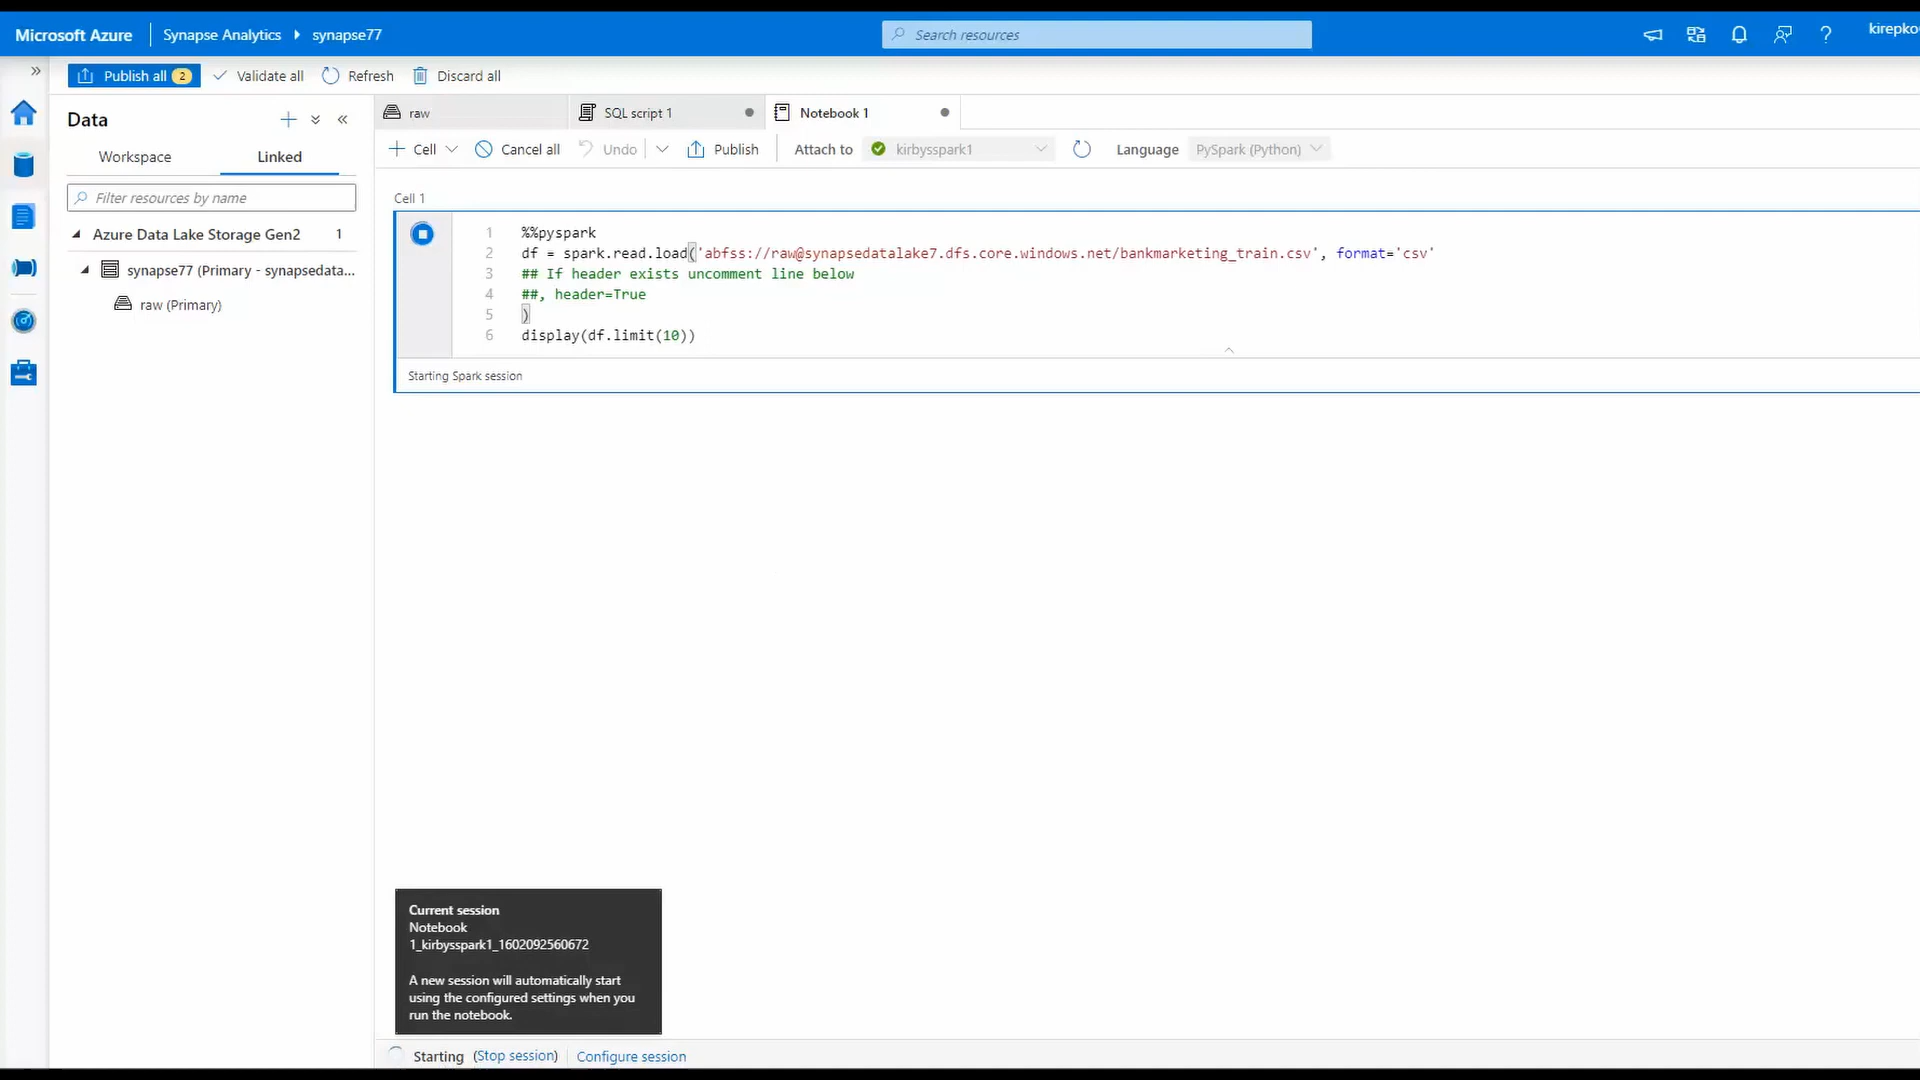 Microsoft Azure
Synapse Analytics
synapse77
Search resources
kirepko
Publish all 2
Validate all
Refresh
Discard all
Data
Workspace
Linked
Filter resources by name
Azure Data Lake Storage Gen2 1
synapse77 (Primary - synapsedata...
raw (Primary)
raw
SQL script 1
Notebook 1
Cell
Cancel all
Undo
Publish
Attach to
kirbysspark1
Language
PySpark (Python)
Cell 1
1 %%pyspark
2 df = spark.read.load('abfss://raw@synapsedatalake7.dfs.core.windows.net/bankmarketing_train.csv', format='csv'
3 ## If header exists uncomment line below
4 ##, header=True
5 )
6 display(df.limit(10))
Starting Spark session
Current session
Notebook
1_kirbysspark1_1602092560672
A new session will automatically start
using the configured settings when you
run the notebook.
Starting (Stop session) Configure session